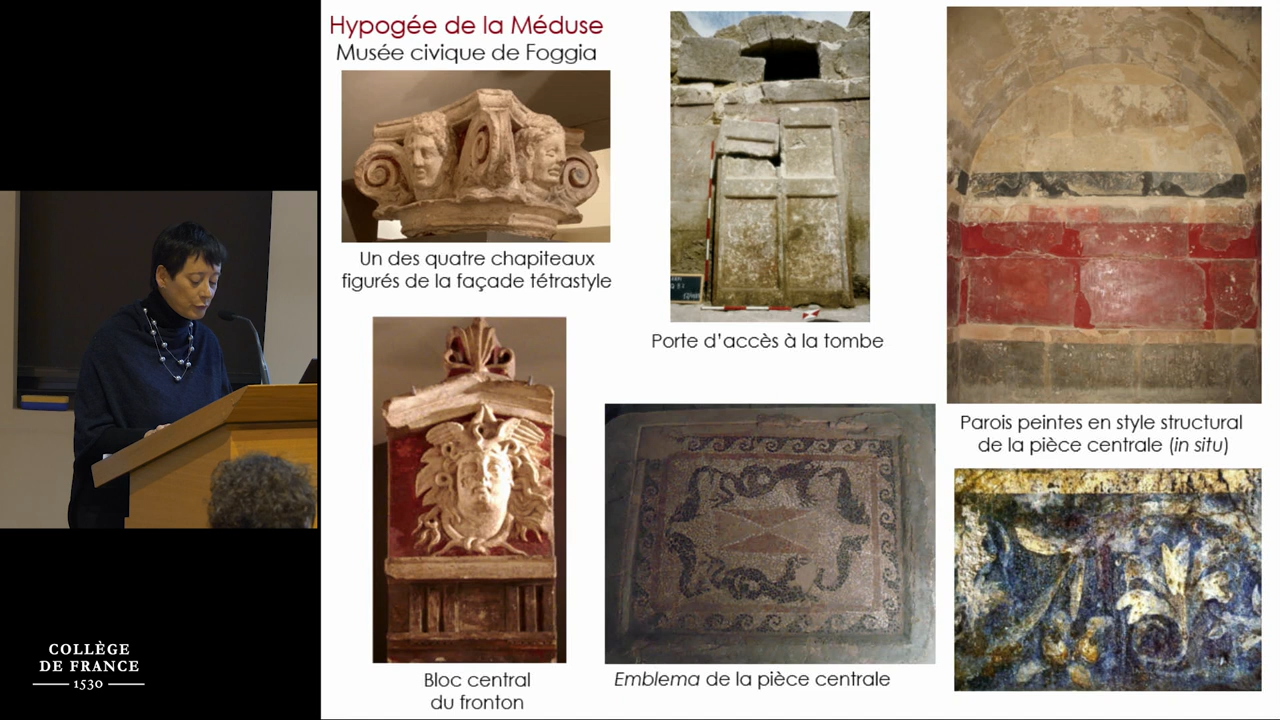 Hypogée de la Méduse
Musée civique de Foggia
Un des quatre chapiteaux
figurés de la façade tétrastyle
Porte d'accès à la tombe
Parois peintes en style structural
de la pièce centrale (in situ)
Bloc central
du fronton
Emblema de la pièce centrale
COLLÈGE
DE FRANCE
1530